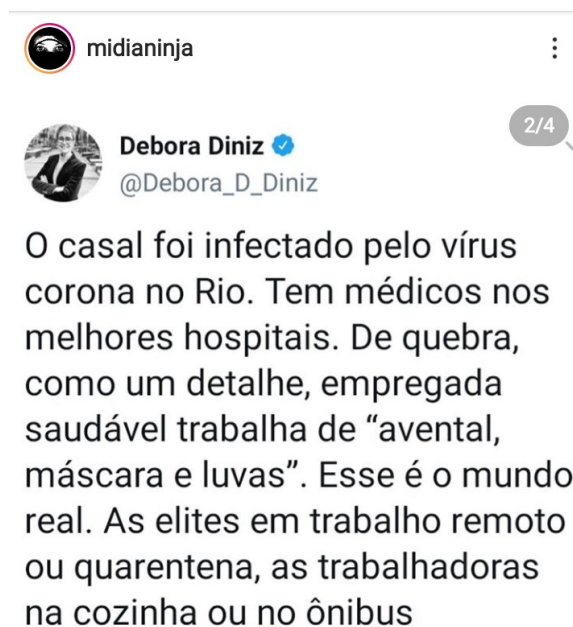 midianinja
2/4
Debora Diniz
@Debora_D_Diniz
O casal foi infectado pelo vírus
corona no Rio. Tem médicos nos
melhores hospitais. De quebra,
como um detalhe, empregada
saudável trabalha de “avental,
máscara e luvas”. Esse é o mundo
real. As elites em trabalho remoto
ou quarentena, as trabalhadoras
na cozinha ou no ônibus